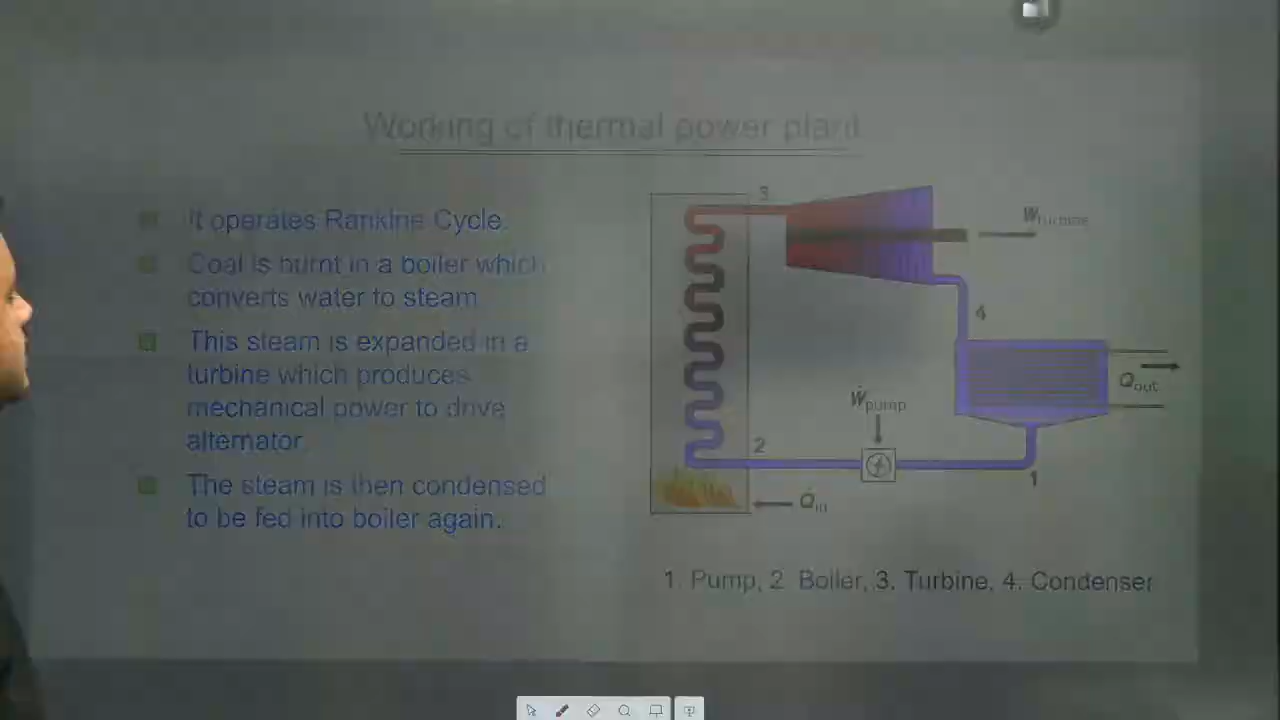 Working of thermal power plant
It operates Rankine Cycle.
Coal is burnt in a boiler which
converts water to steam
This steam is expanded in a
turbine which produces
mechanical power to drive
alternator.
The steam is then condensed
to be fed into boiler again.
3
Ẇturbine
4
Q̇out
Ẇpump
2
1
Q̇in
1. Pump, 2. Boiler, 3. Turbine, 4. Condenser